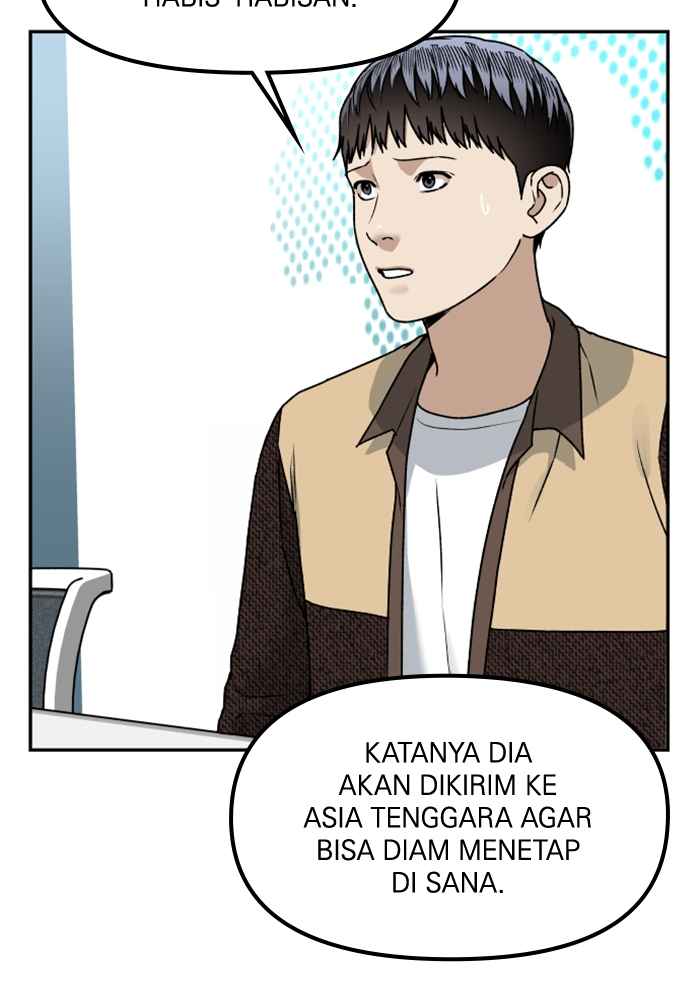 HABIS-HABISAN.
KATANYA DIA
AKAN DIKIRIM KE
ASIA TENGGARA AGAR
BISA DIAM MENETAP
DI SANA.